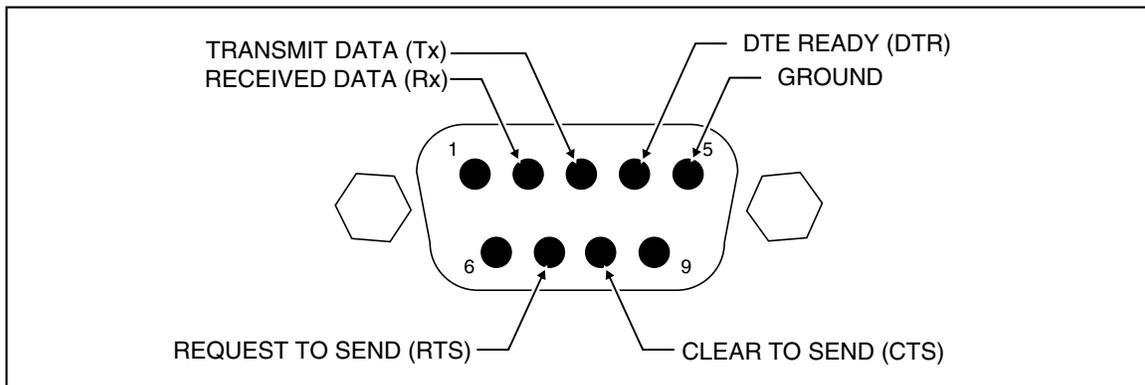 TRANSMIT DATA (Tx)
DTE READY (DTR)
RECEIVED DATA (Rx)
GROUND
1
5
6
9
REQUEST TO SEND (RTS)
CLEAR TO SEND (CTS)